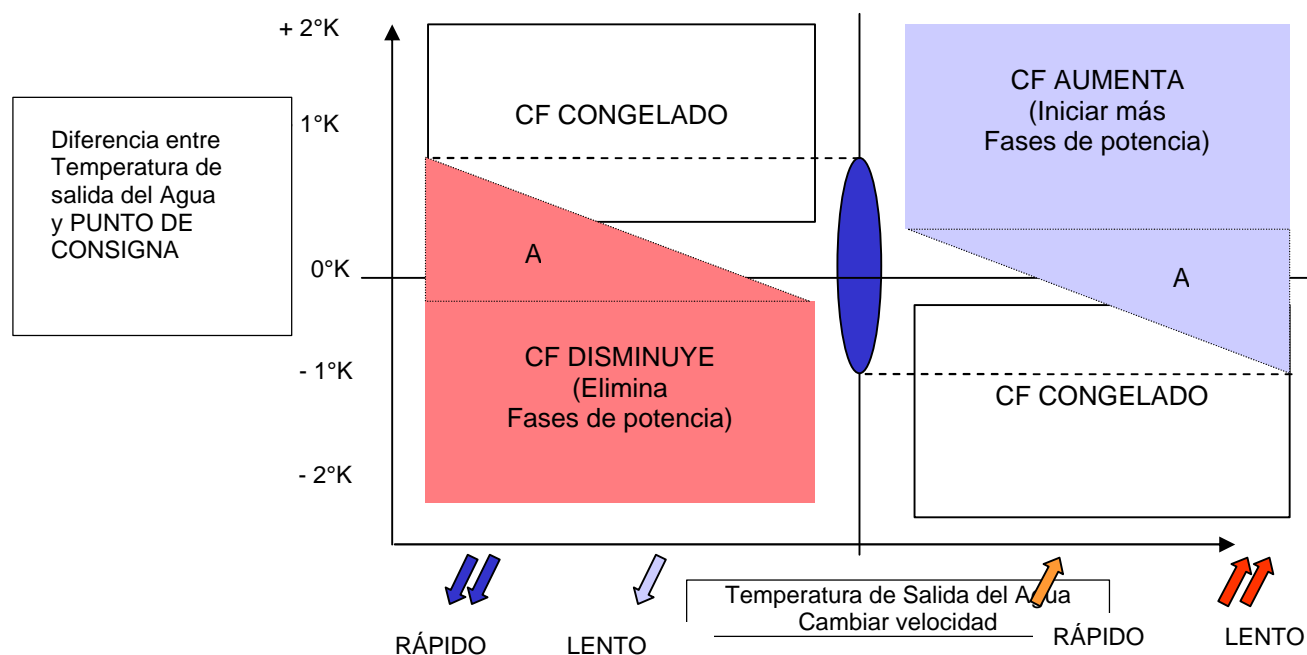 + 2°K
1°K
0°K
- 1°K
- 2°K
Diferencia entre
Temperatura de
salida del Agua
y PUNTO DE
CONSIGNA
CF CONGELADO
CF AUMENTA
(Iniciar más
Fases de potencia)
A
A
CF DISMINUYE
(Elimina
Fases de potencia)
CF CONGELADO
Temperatura de Salida del Agua
Cambiar velocidad
RÁPIDO
LENTO
RÁPIDO
LENTO